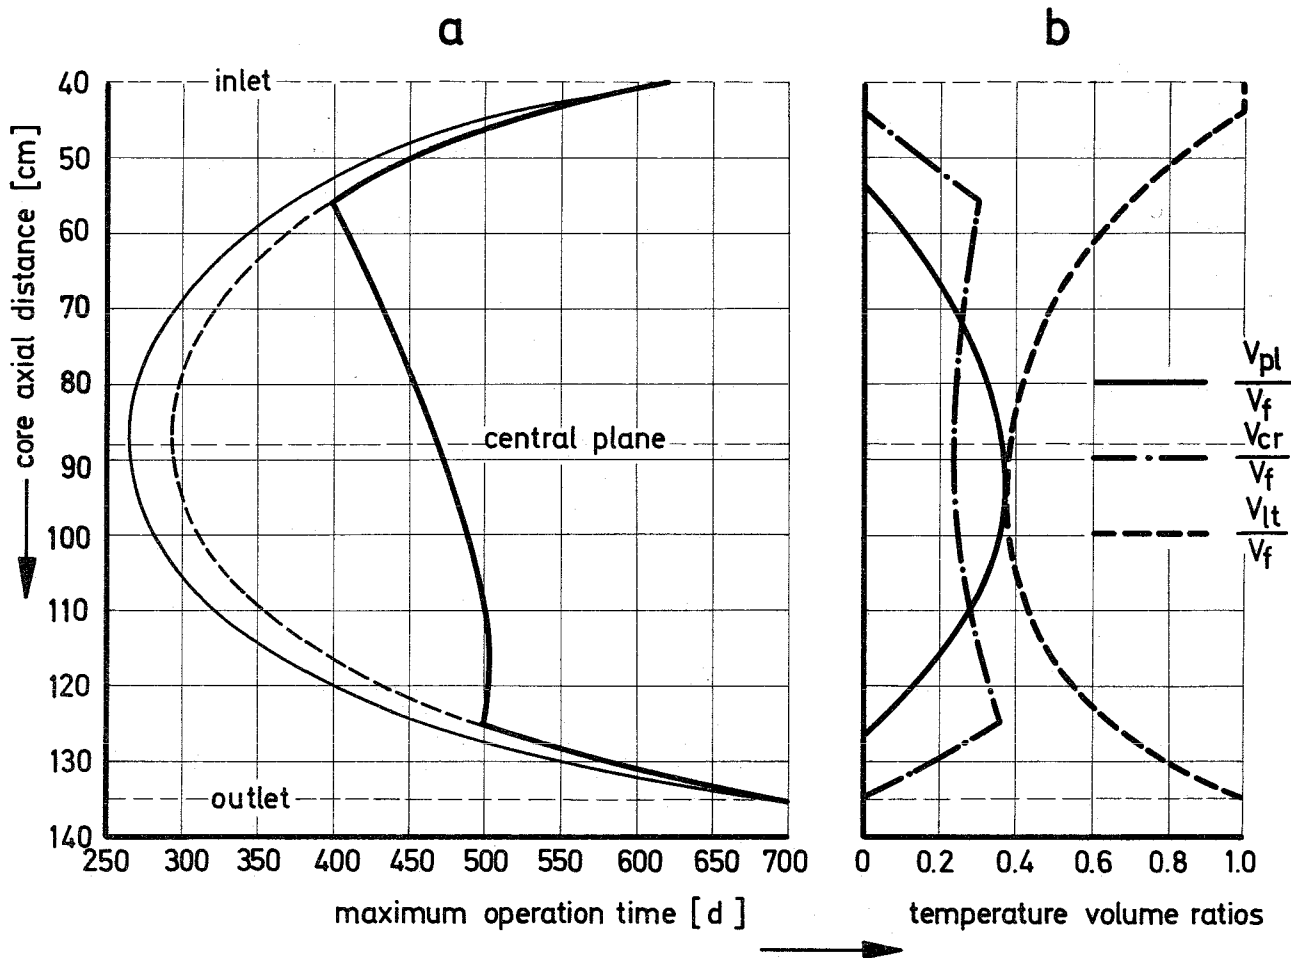 a
b
inlet
central plane
outlet
core axial distance [cm]
40
50
60
70
80
90
100
110
120
130
140
250 300 350 400 450 500 550 600 650 700
maximum operation time [d]
0 0.2 0.4 0.6 0.8 1.0
temperature volume ratios
Vpl
Vf
Vcr
Vf
Vlt
Vf